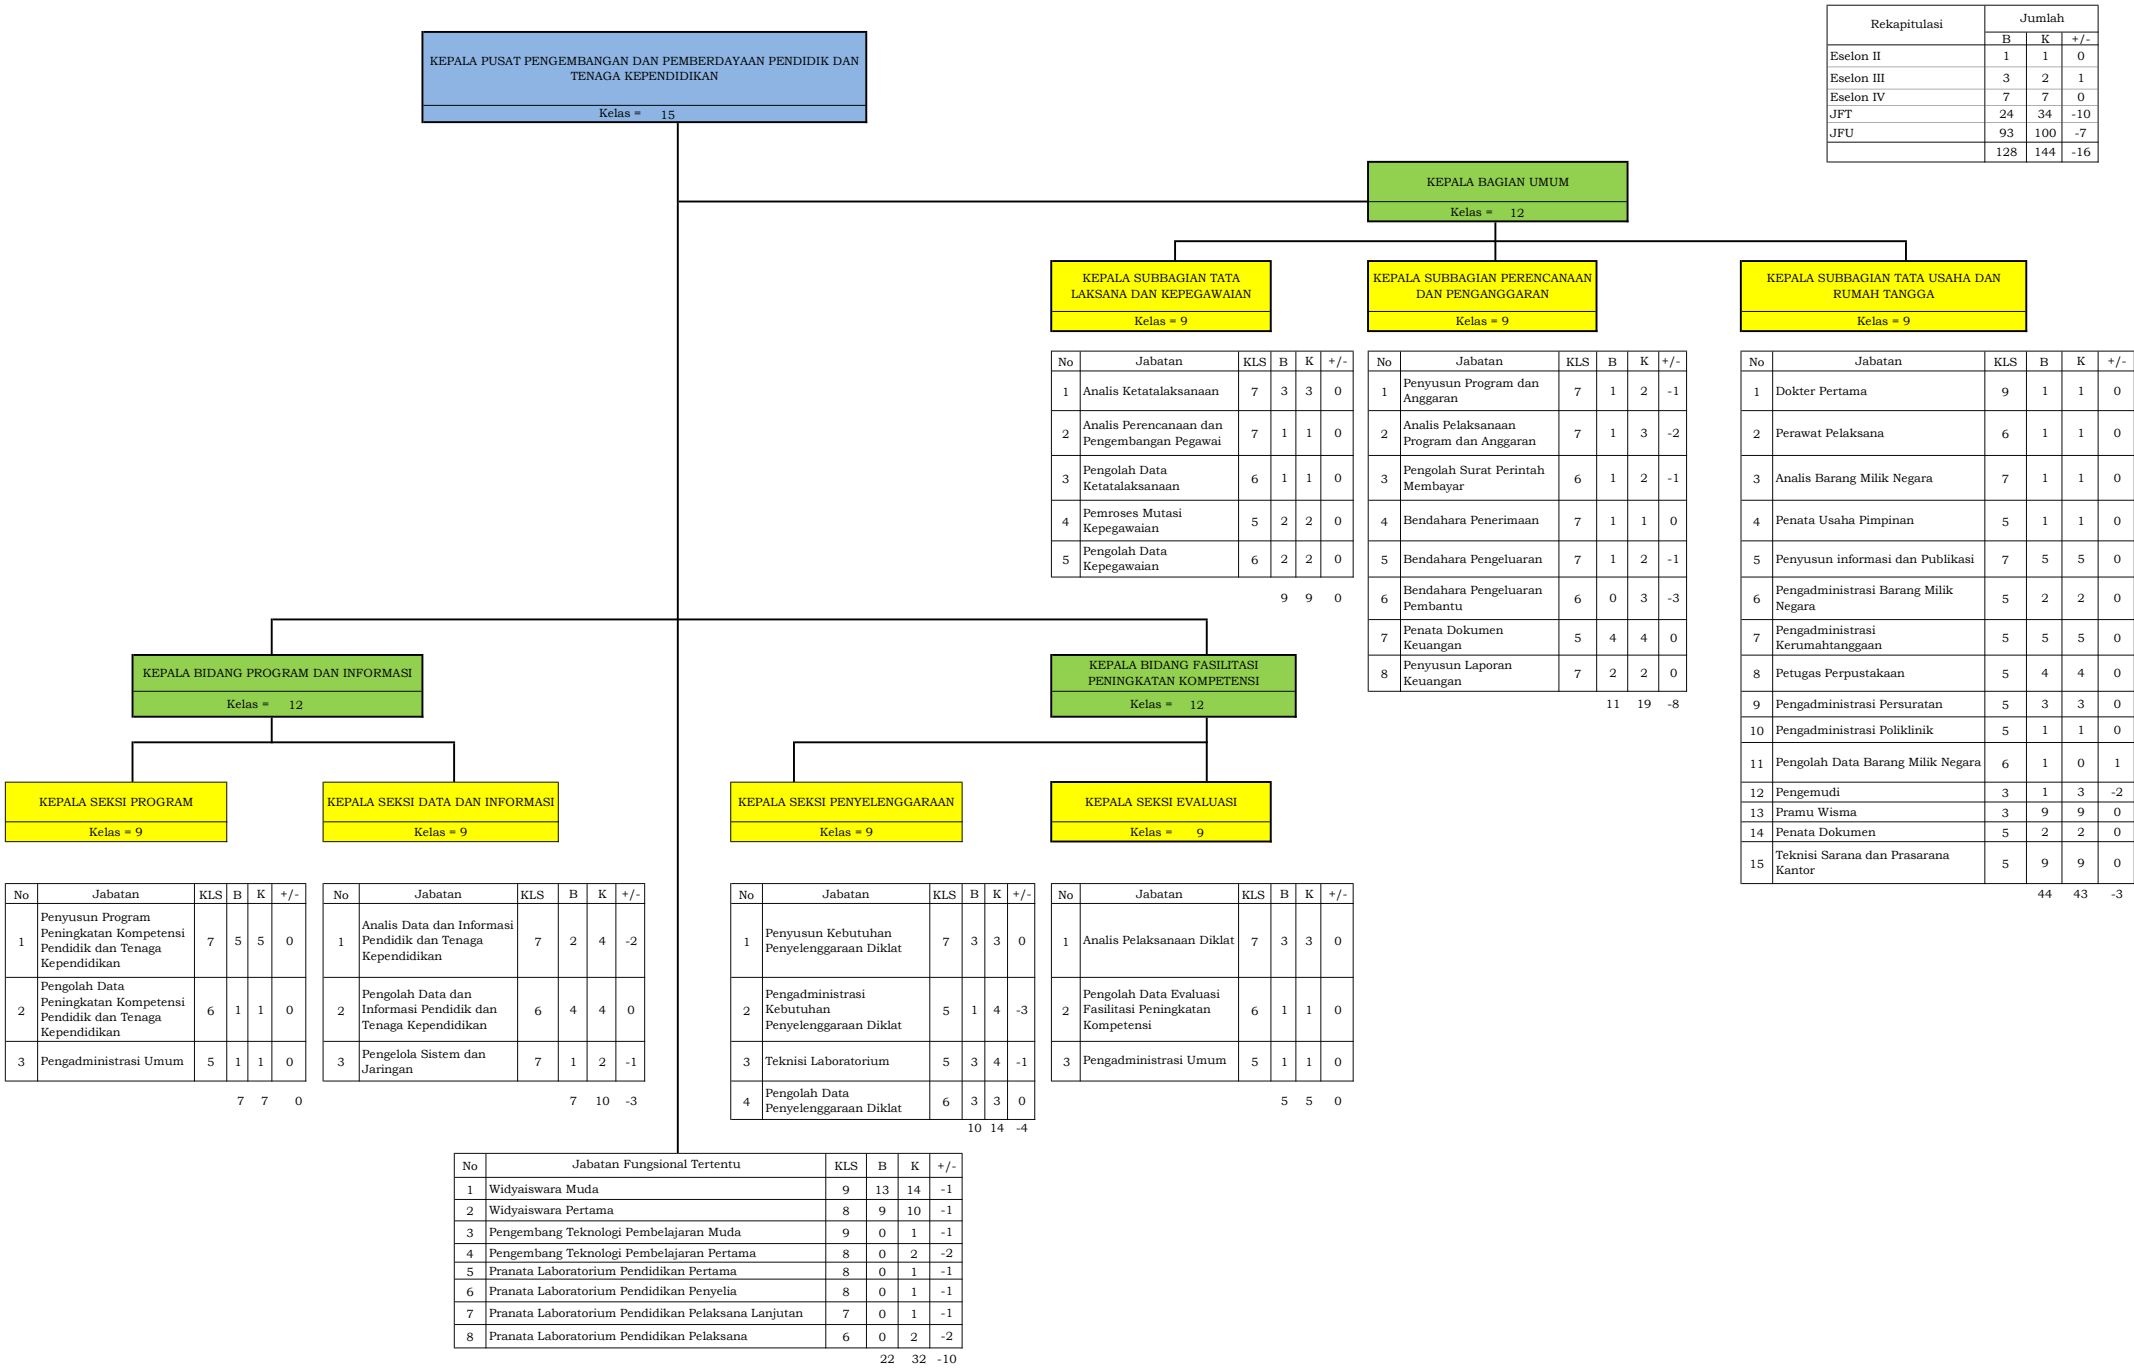 Rekapitulasi Jumlah
B K +/-
Eselon II 1 1 0
Eselon III 3 2 1
Eselon IV 7 7 0
JFT 24 34 -10
JFU 93 100 -7
128 144 -16
KEPALA PUSAT PENGEMBANGAN DAN PEMBERDAYAAN PENDIDIK DAN
TENAGA KEPENDIDIKAN
Kelas = 15
KEPALA BAGIAN UMUM
Kelas = 12
KEPALA SUBBAGIAN TATA
LAKSANA DAN KEPEGAWAIAN
Kelas = 9
No Jabatan KLS B K +/-
1 Analis Ketatalaksanaan 7 3 3 0
2 Analis Perencanaan dan
Pengembangan Pegawai 7 1 1 0
3 Pengolah Data
Ketatalaksanaan 6 1 1 0
4 Pemroses Mutasi
Kepegawaian 5 2 2 0
5 Pengolah Data
Kepegawaian 6 2 2 0
9 9 0
KEPALA SUBBAGIAN PERENCANAAN
DAN PENGANGGARAN
Kelas = 9
No Jabatan KLS B K +/-
1 Penyusun Program dan
Anggaran 7 1 2 -1
2 Analis Pelaksanaan
Program dan Anggaran 7 1 3 -2
3 Pengolah Surat Perintah
Membayar 6 1 2 -1
4 Bendahara Penerimaan 7 1 1 0
5 Bendahara Pengeluaran 7 1 2 -1
6 Bendahara Pengeluaran
Pembantu 6 0 3 -3
7 Penata Dokumen
Keuangan 5 4 4 0
8 Penyusun Laporan
Keuangan 7 2 2 0
11 19 -8
KEPALA SUBBAGIAN TATA USAHA DAN
RUMAH TANGGA
Kelas = 9
No Jabatan KLS B K +/-
1 Dokter Pertama 9 1 1 0
2 Perawat Pelaksana 6 1 1 0
3 Analis Barang Milik Negara 7 1 1 0
4 Penata Usaha Pimpinan 5 1 1 0
5 Penyusun informasi dan Publikasi 7 5 5 0
6 Pengadministrasi Barang Milik
Negara 5 2 2 0
7 Pengadministrasi
Kerumahtanggaan 5 5 5 0
8 Petugas Perpustakaan 5 4 4 0
9 Pengadministrasi Persuratan 5 3 3 0
10 Pengadministrasi Poliklinik 5 1 1 0
11 Pengolah Data Barang Milik Negara 6 1 0 1
12 Pengemudi 3 1 3 -2
13 Pramu Wisma 3 9 9 0
14 Penata Dokumen 5 2 2 0
15 Teknisi Sarana dan Prasarana
Kantor 5 9 9 0
44 43 -3
KEPALA BIDANG PROGRAM DAN INFORMASI
Kelas = 12
KEPALA BIDANG FASILITASI
PENINGKATAN KOMPETENSI
Kelas = 12
KEPALA SEKSI PROGRAM
Kelas = 9
No Jabatan KLS B K +/-
1 Penyusun Program
Peningkatan Kompetensi
Pendidik dan Tenaga
Kependidikan 7 5 5 0
2 Pengolah Data
Peningkatan Kompetensi
Pendidik dan Tenaga
Kependidikan 6 1 1 0
3 Pengadministrasi Umum 5 1 1 0
7 7 0
KEPALA SEKSI DATA DAN INFORMASI
Kelas = 9
No Jabatan KLS B K +/-
1 Analis Data dan Informasi
Pendidik dan Tenaga
Kependidikan 7 2 4 -2
2 Pengolah Data dan
Informasi Pendidik dan
Tenaga Kependidikan 6 4 4 0
3 Pengelola Sistem dan
Jaringan 7 1 2 -1
7 10 -3
KEPALA SEKSI PENYELENGGARAAN
Kelas = 9
No Jabatan KLS B K +/-
1 Penyusun Kebutuhan
Penyelenggaraan Diklat 7 3 3 0
2 Pengadministrasi
Kebutuhan
Penyelenggaraan Diklat 5 1 4 -3
3 Teknisi Laboratorium 5 3 4 -1
4 Pengolah Data
Penyelenggaraan Diklat 6 3 3 0
10 14 -4
KEPALA SEKSI EVALUASI
Kelas = 9
No Jabatan KLS B K +/-
1 Analis Pelaksanaan Diklat 7 3 3 0
2 Pengolah Data Evaluasi
Fasilitasi Peningkatan
Kompetensi 6 1 1 0
3 Pengadministrasi Umum 5 1 1 0
5 5 0
No Jabatan Fungsional Tertentu KLS B K +/-
1 Widyaiswara Muda 9 13 14 -1
2 Widyaiswara Pertama 8 9 10 -1
3 Pengembang Teknologi Pembelajaran Muda 9 0 1 -1
4 Pengembang Teknologi Pembelajaran Pertama 8 0 2 -2
5 Pranata Laboratorium Pendidikan Pertama 8 0 1 -1
6 Pranata Laboratorium Pendidikan Penyelia 8 0 1 -1
7 Pranata Laboratorium Pendidikan Pelaksana Lanjutan 7 0 1 -1
8 Pranata Laboratorium Pendidikan Pelaksana 6 0 2 -2
22 32 -10